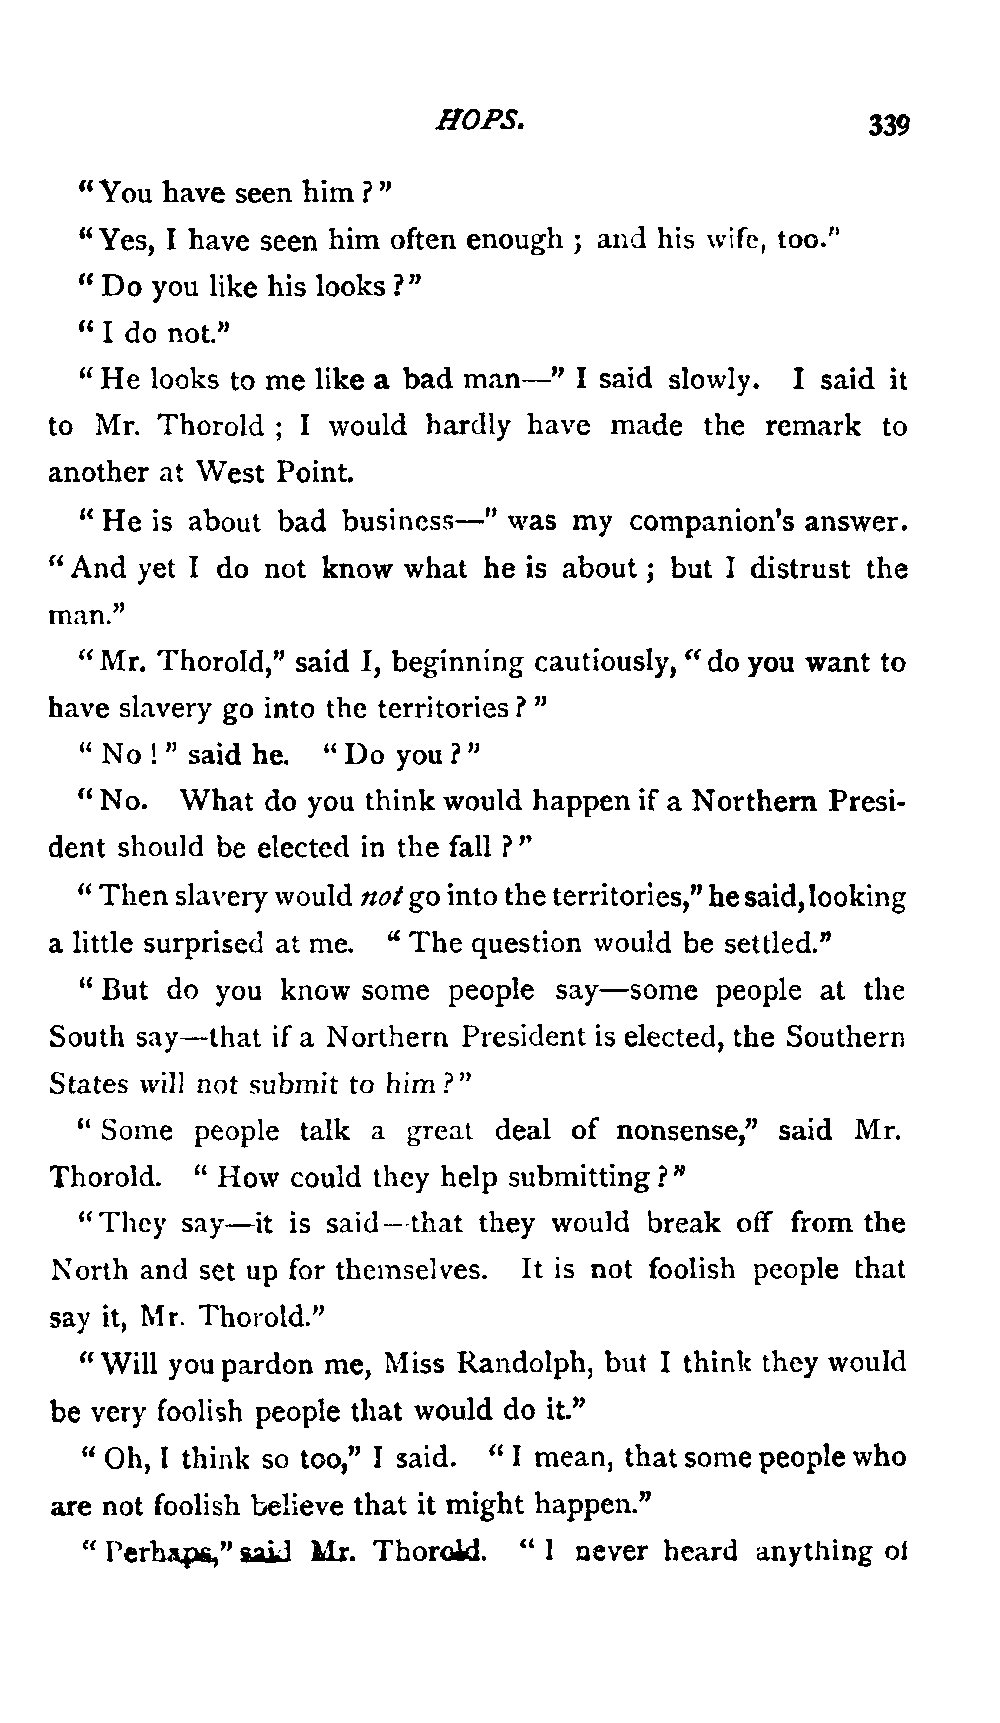 HOPS. 339
"You have seen him ?"
"Yes, I have seen him often enough ; and his wife, too."
"Do you like his looks ?"
"I do not."
"He looks to me like a bad man—" I said slowly. I said it
to Mr. Thorold ; I would hardly have made the remark to
another at West Point.
"He is about bad business—" was my companion's answer.
"And yet I do not know what he is about ; but I distrust the
man."
"Mr. Thorold," said I, beginning cautiously, "do you want to
have slavery go into the territories ?"
"No !" said he. "Do you ?"
"No. What do you think would happen if a Northern Presi-
dent should be elected in the fall ?"
"Then slavery would not go into the territories," he said, looking
a little surprised at me. "The question would be settled."
"But do you know some people say—some people at the
South say—that if a Northern President is elected, the Southern
States will not submit to him ?"
"Some people talk a great deal of nonsense," said Mr.
Thorold. "How could they help submitting ?"
"They say—it is said—that they would break off from the
North and set up for themselves. It is not foolish people that
say it, Mr. Thorold."
"Will you pardon me, Miss Randolph, but I think they would
be very foolish people that would do it."
"Oh, I think so too," I said. "I mean, that some people who
are not foolish believe that it might happen."
"Perhaps," said Mr. Thorold. "I never heard anything of